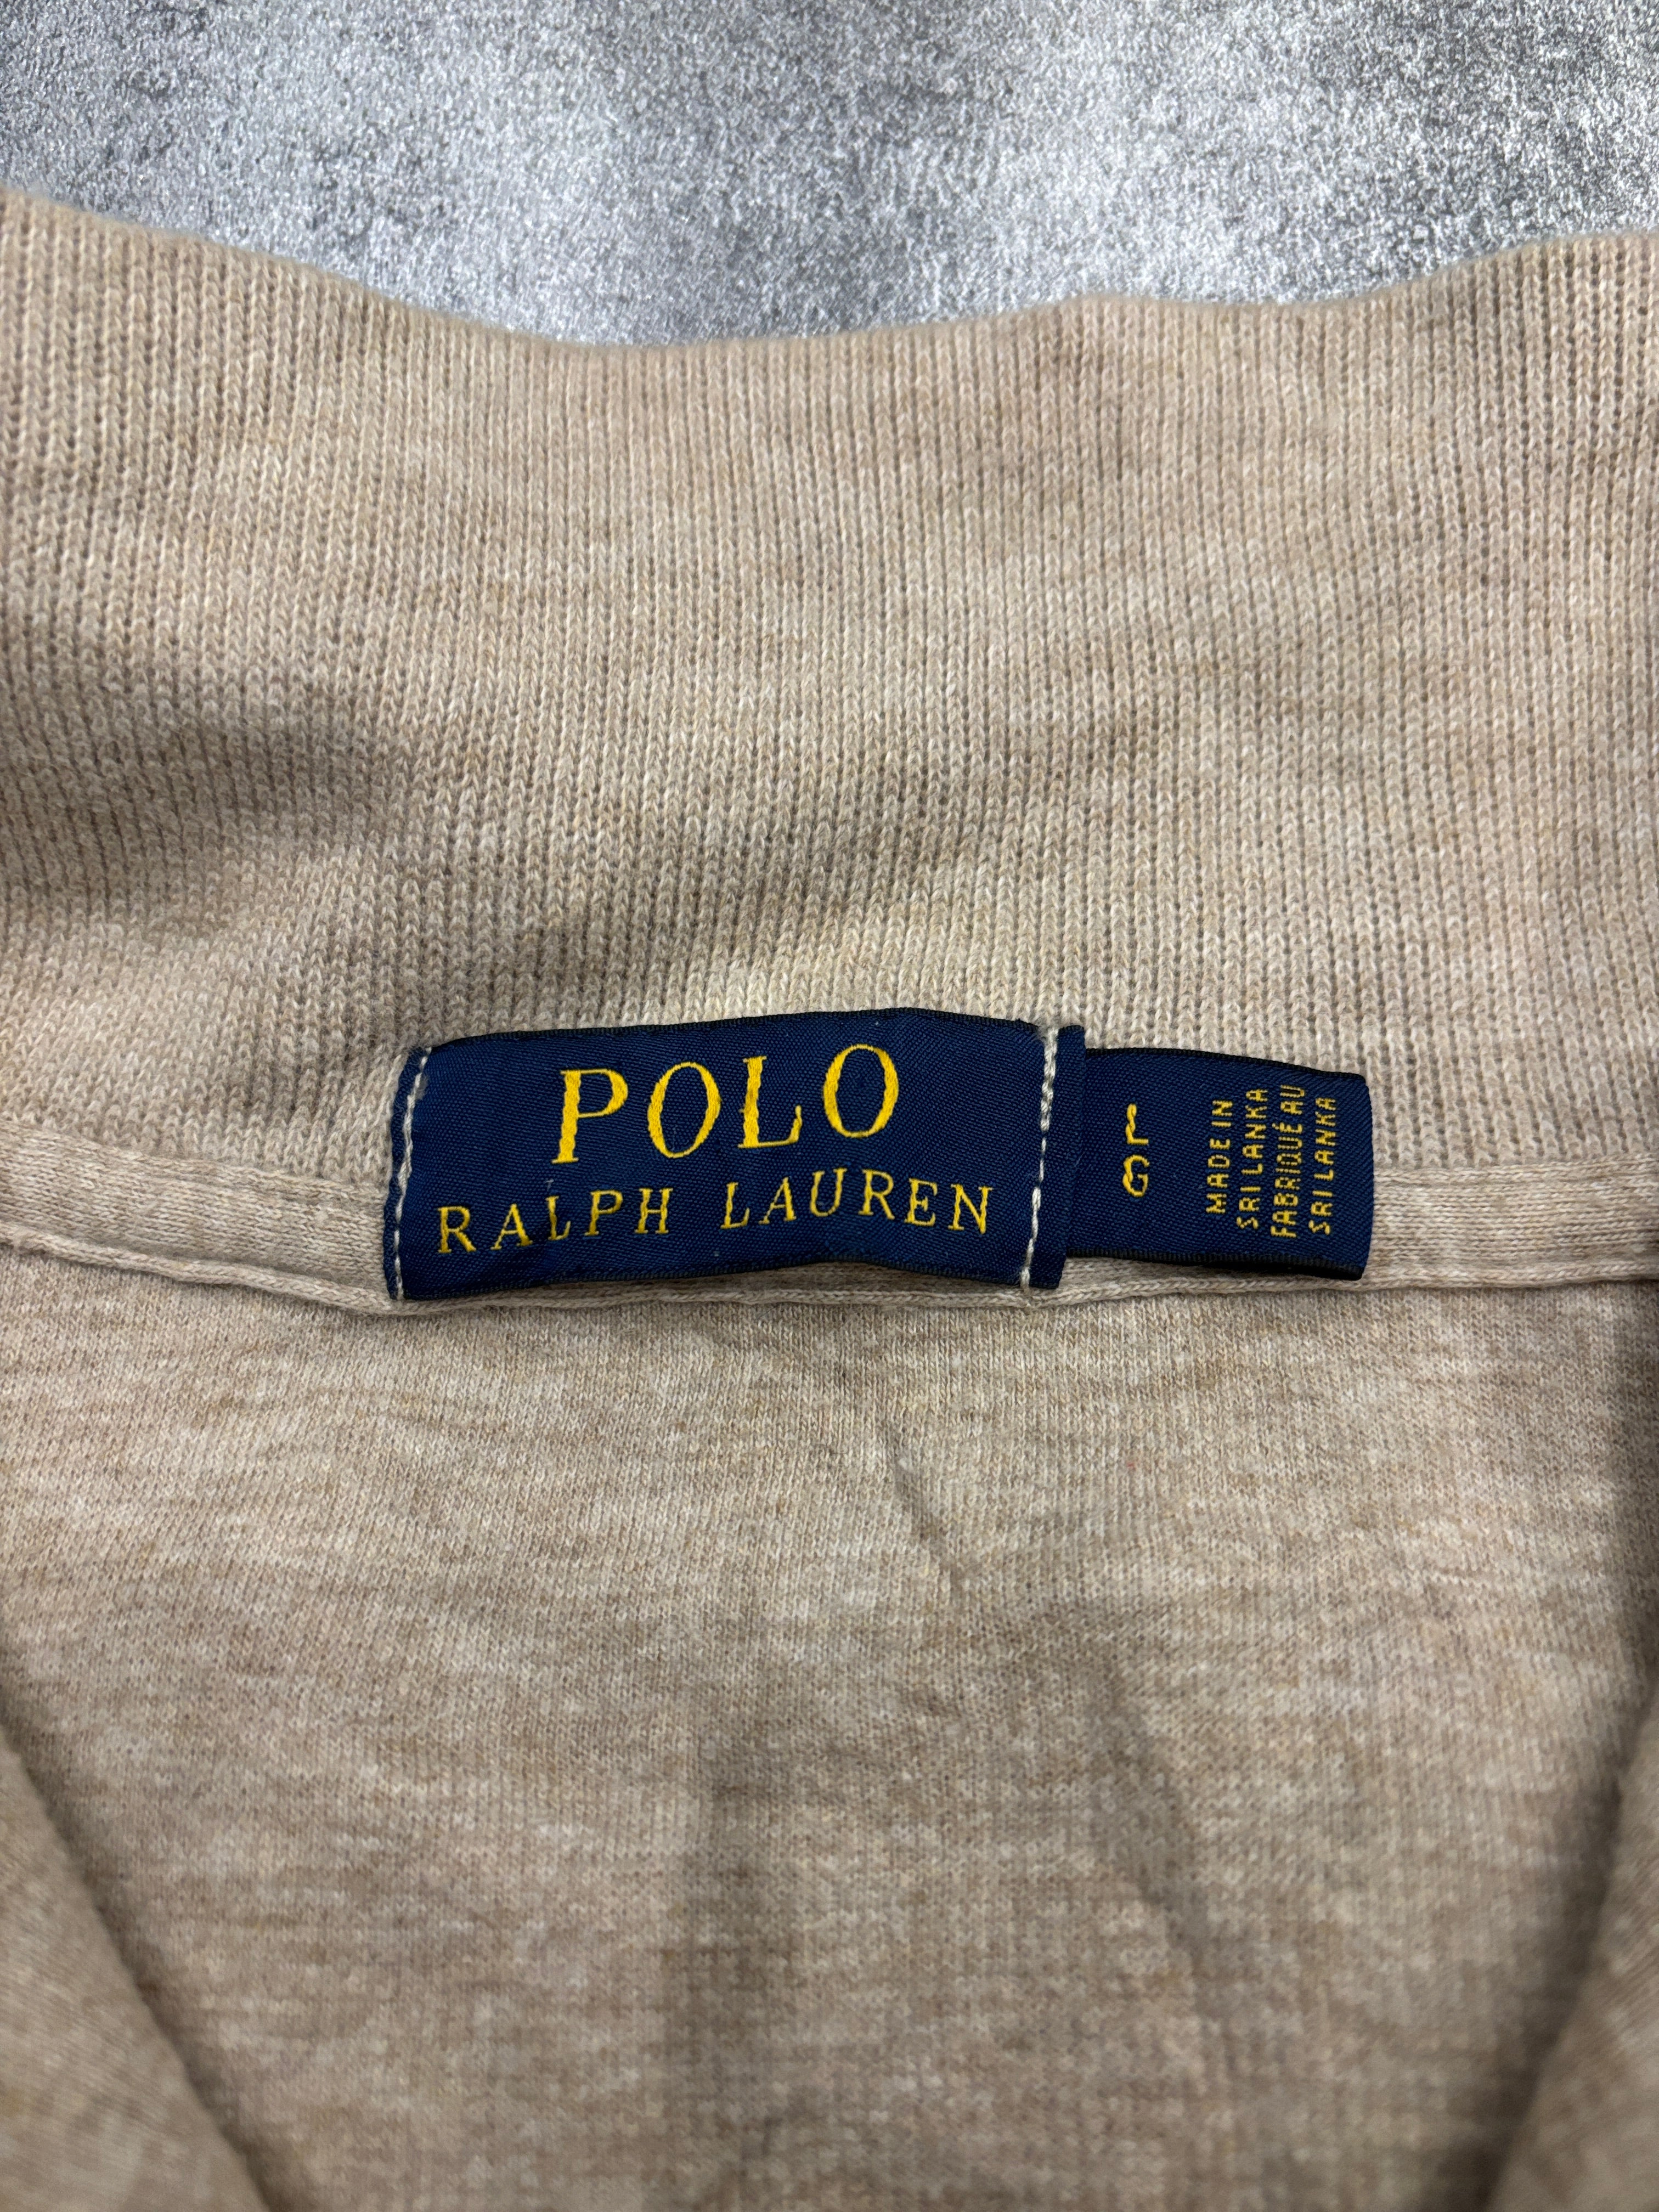 POLO
RALPH LAUREN
L
G
MADE IN
SRI LANKA
FABRIQUÉ AU
SRI LANKA